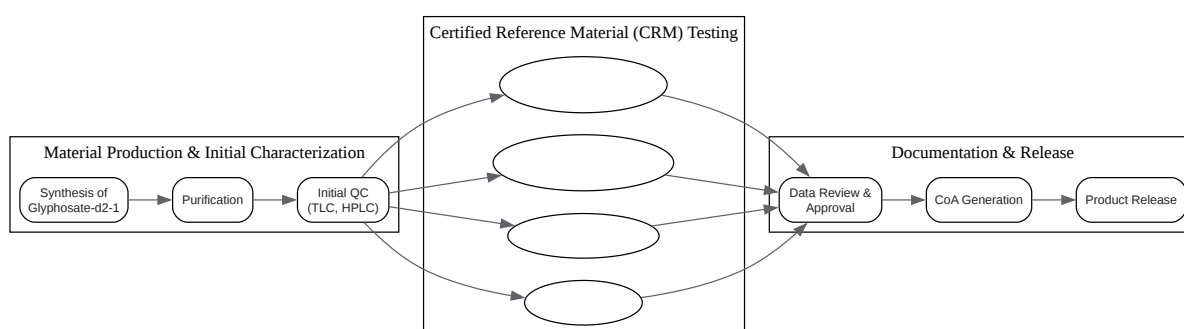 Certified Reference Material (CRM) Testing
Material Production & Initial Characterization
Synthesis of
Glyphosate-d2-1
Purification
Initial QC
(TLC, HPLC)
Documentation & Release
Data Review &
Approval
CoA Generation
Product Release